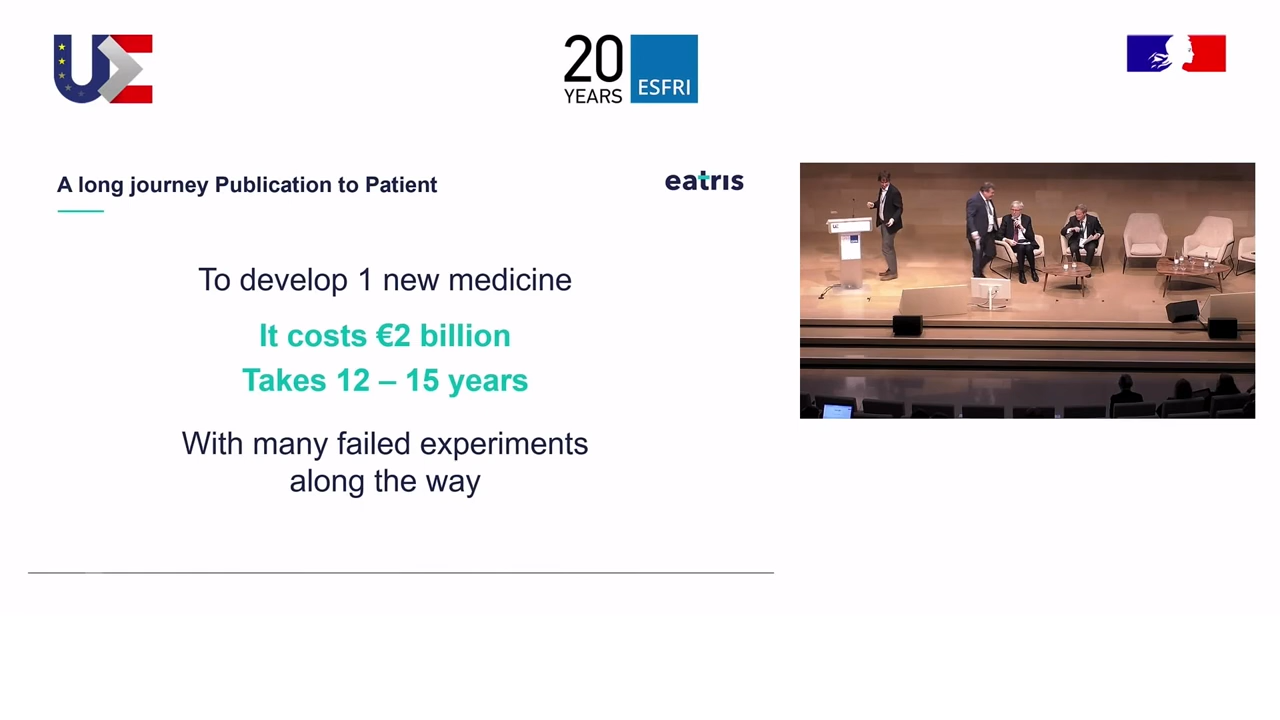 UE
20
YEARS
ESFRI
A long journey Publication to Patient
eatris
To develop 1 new medicine
It costs €2 billion
Takes 12 – 15 years
With many failed experiments
along the way